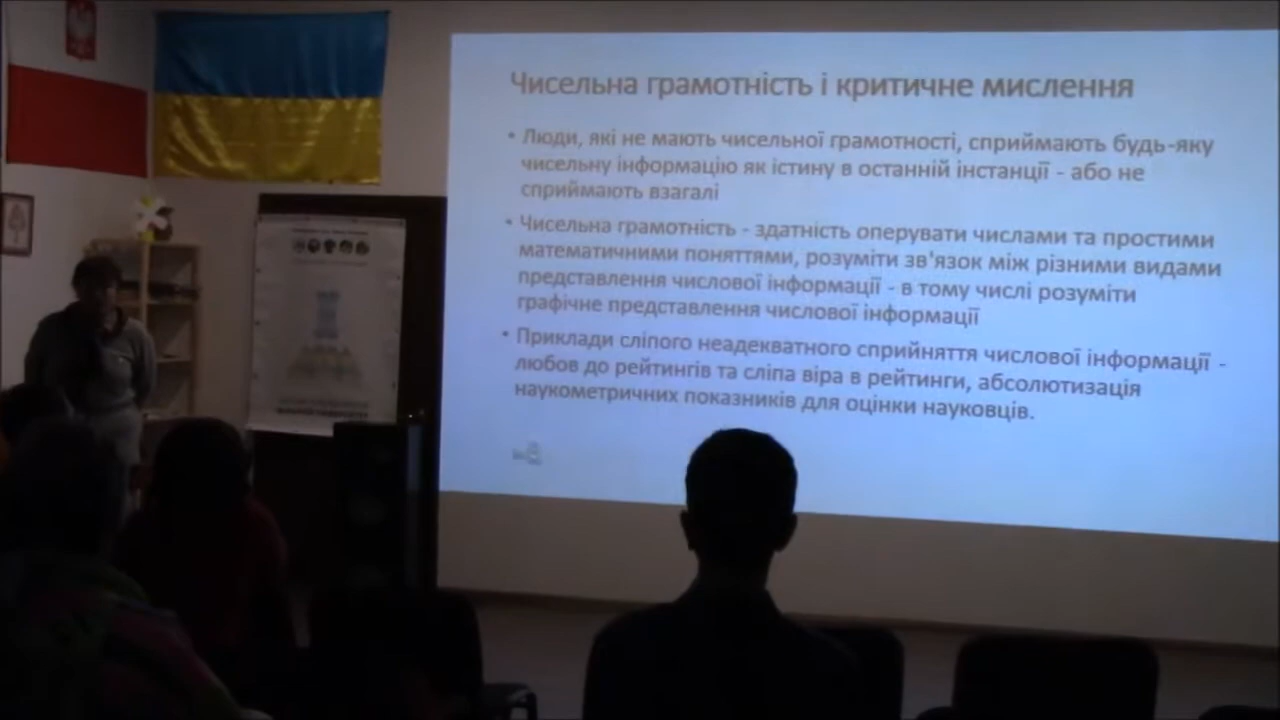 Чисельна грамотність і критичне мислення
• Люди, які не мають чисельної грамотності, сприймають будь-яку
чисельну інформацію як істину в останній інстанції - або не
сприймають взагалі
• Чисельна грамотність - здатність оперувати числами та простими
математичними поняттями, розуміти зв'язок між різними видами
представлення числової інформації - в тому числі розуміти
графічне представлення числової інформації
• Приклади сліпого неадекватного сприйняття числової інформації -
любов до рейтингів та сліпа віра в рейтинги, абсолютизація
наукометричних показників для оцінки науковців.